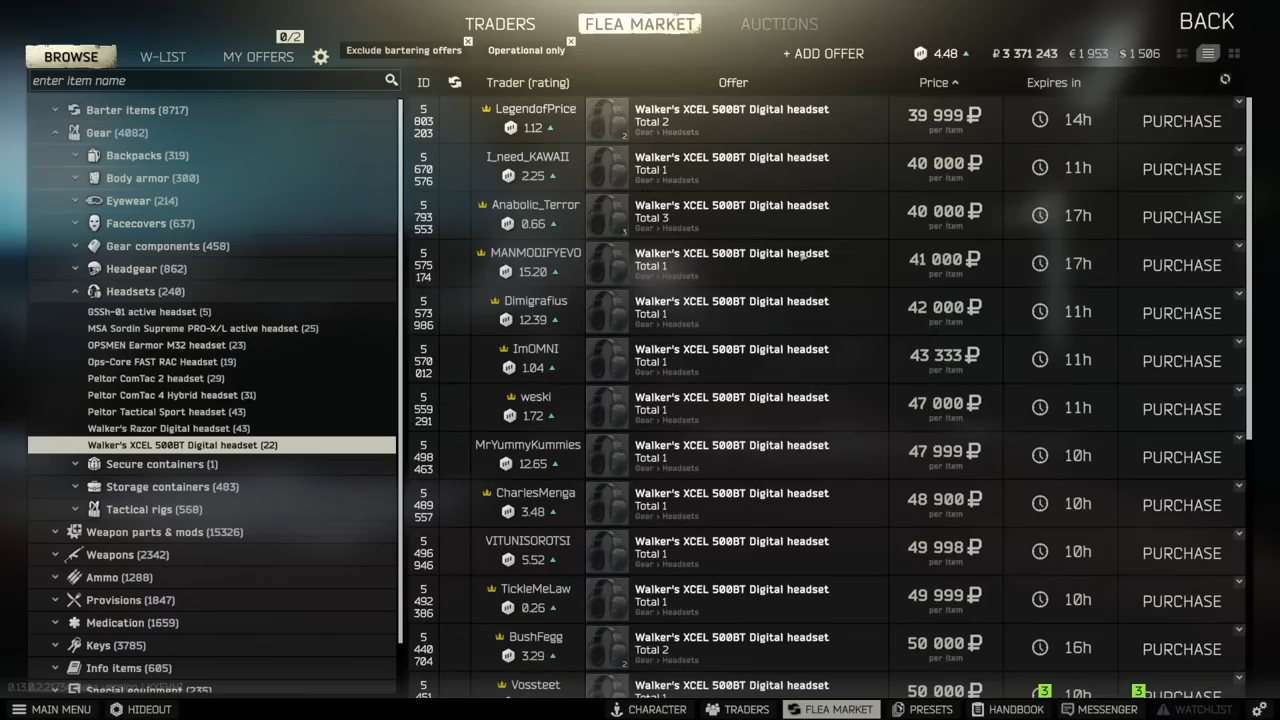 TRADERS
FLEA MARKET
AUCTIONS
BACK
0/2
BROWSE
W-LIST
MY OFFERS
Exclude bartering offers
Operational only
+ ADD OFFER
4.48
₽ 3 371 243
€ 1 953
$ 1 506
enter item name
ID
Trader (rating)
Offer
Price
Expires in
Barter items (8717)
Gear (4082)
Backpacks (319)
Body armor (300)
Eyewear (214)
Facecovers (637)
Gear components (458)
Headgear (862)
Headsets (240)
GSSh-01 active headset (5)
MSA Sordin Supreme PRO-X/L active headset (25)
OPSMEN Earmor M32 headset (23)
Ops-Core FAST RAC Headset (19)
Peltor ComTac 2 headset (29)
Peltor ComTac 4 Hybrid headset (31)
Peltor Tactical Sport headset (43)
Walker's Razor Digital headset (43)
Walker's XCEL 500BT Digital headset (22)
Secure containers (1)
Storage containers (483)
Tactical rigs (568)
Weapon parts & mods (15326)
Weapons (2342)
Ammo (1288)
Provisions (1847)
Medication (1659)
Keys (3785)
Info items (605)
Special equipment (235)
5
803
203
LegendofPrice
1.12
2
Walker's XCEL 500BT Digital headset
Total 2
Gear > Headsets
39 999 ₽
per item
14h
PURCHASE
5
670
576
I_need_KAWAII
2.25
Walker's XCEL 500BT Digital headset
Total 1
Gear > Headsets
40 000 ₽
per item
11h
PURCHASE
5
793
553
Anabolic_Terror
0.66
3
Walker's XCEL 500BT Digital headset
Total 3
Gear > Headsets
40 000 ₽
per item
17h
PURCHASE
5
575
174
MANMODIFYEVO
15.20
Walker's XCEL 500BT Digital headset
Total 1
Gear > Headsets
41 000 ₽
per item
17h
PURCHASE
5
573
986
Dimigrafius
12.39
Walker's XCEL 500BT Digital headset
Total 1
Gear > Headsets
42 000 ₽
per item
11h
PURCHASE
5
570
012
ImOMNI
1.04
Walker's XCEL 500BT Digital headset
Total 1
Gear > Headsets
43 333 ₽
per item
11h
PURCHASE
5
559
291
weski
1.72
Walker's XCEL 500BT Digital headset
Total 1
Gear > Headsets
47 000 ₽
per item
11h
PURCHASE
5
498
463
MrYummyKummies
12.65
Walker's XCEL 500BT Digital headset
Total 1
Gear > Headsets
47 999 ₽
per item
10h
PURCHASE
5
489
557
CharlesMenga
3.48
Walker's XCEL 500BT Digital headset
Total 1
Gear > Headsets
48 900 ₽
per item
10h
PURCHASE
5
496
946
VITUNISOROTSI
5.52
Walker's XCEL 500BT Digital headset
Total 1
Gear > Headsets
49 998 ₽
per item
10h
PURCHASE
5
492
386
TickleMeLaw
0.26
Walker's XCEL 500BT Digital headset
Total 1
Gear > Headsets
49 999 ₽
per item
10h
PURCHASE
5
440
704
BushFegg
3.29
2
Walker's XCEL 500BT Digital headset
Total 2
Gear > Headsets
50 000 ₽
per item
16h
PURCHASE
5
Vossteet
Walker's XCEL 500BT Digital headset
Total 1
50 000 ₽
10h
PURCHASE
3
3
MAIN MENU
HIDEOUT
CHARACTER
TRADERS
FLEA MARKET
PRESETS
HANDBOOK
MESSENGER
WATCHLIST